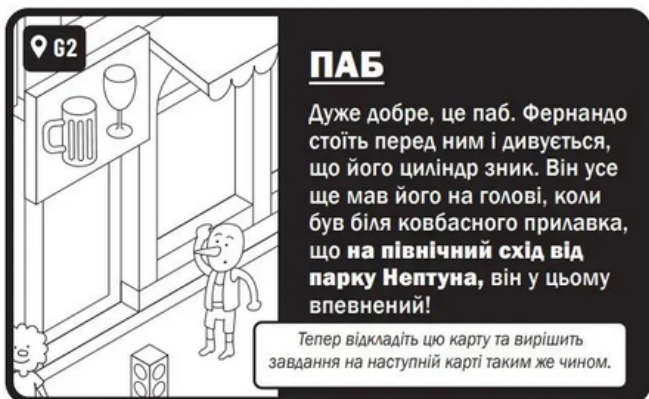 G2
ПАБ
Дуже добре, це паб. Фернандо
стоїть перед ним і дивується,
що його циліндр зник. Він усе
ще мав його на голові, коли
був біля ковбасного прилавка,
що на північний схід від
парку Нептуна, він у цьому
впевнений!
Тепер відкладіть цю карту та вирішить
завдання на наступній карті таким же чином.